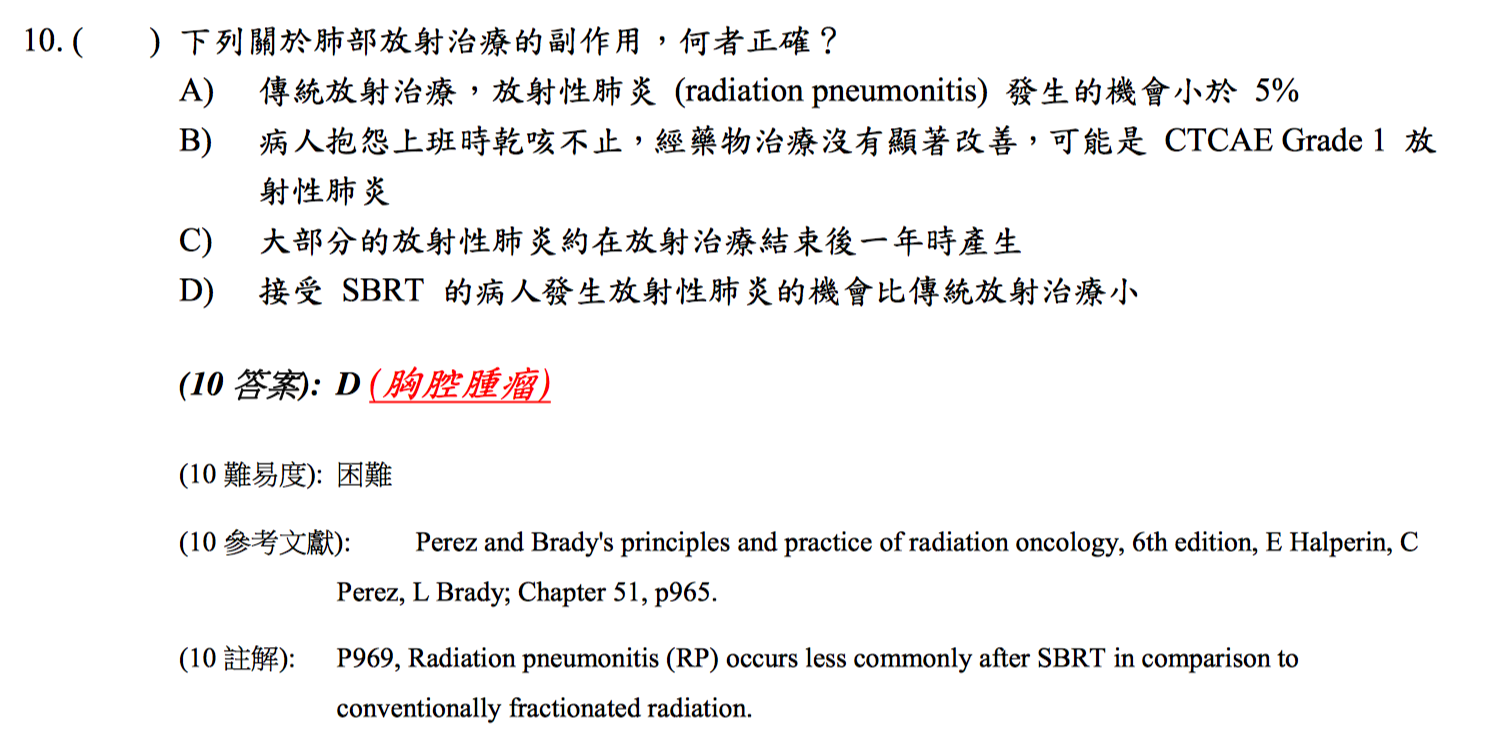 10. (　　) 下列關於肺部放射治療的副作用，何者正確？
A) 傳統放射治療，放射性肺炎 (radiation pneumonitis) 發生的機會小於 5%
B) 病人抱怨上班時乾咳不止，經藥物治療沒有顯著改善，可能是 CTCAE Grade 1 放
射性肺炎
C) 大部分的放射性肺炎約在放射治療結束後一年時產生
D) 接受 SBRT 的病人發生放射性肺炎的機會比傳統放射治療小
(10 答案): D (胸腔腫瘤)
(10 難易度): 困難
(10 參考文獻): Perez and Brady's principles and practice of radiation oncology, 6th edition, E Halperin, C
Perez, L Brady; Chapter 51, p965.
(10 註解): P969, Radiation pneumonitis (RP) occurs less commonly after SBRT in comparison to
conventionally fractionated radiation.